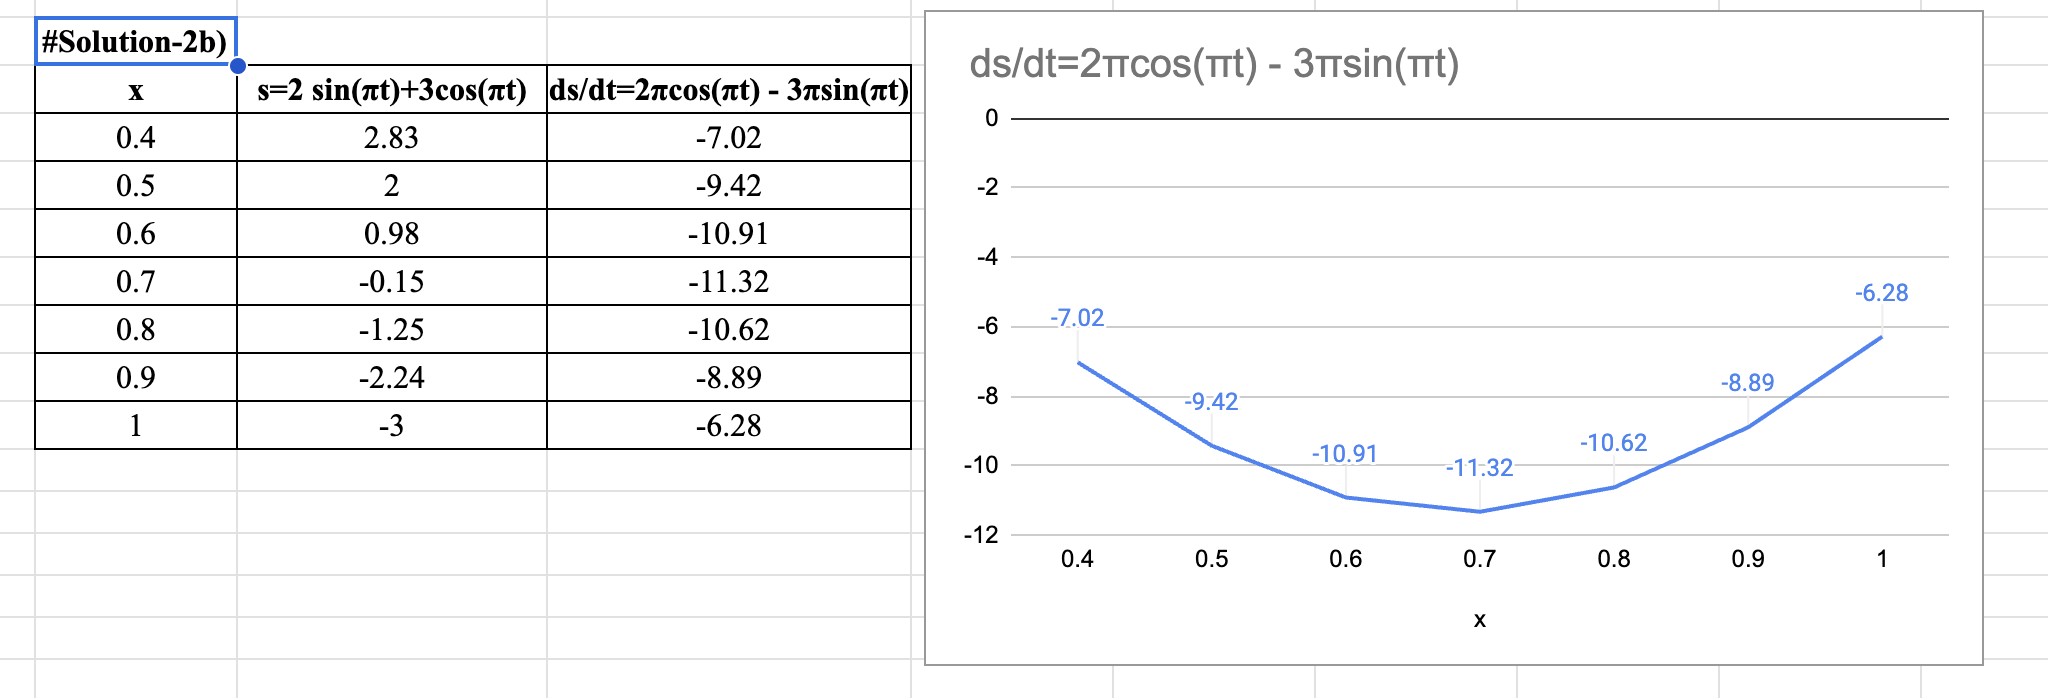 #Solution-2b)
x s=2 sin(πt)+3cos(πt) ds/dt=2πcos(πt) - 3πsin(πt)
0.4 2.83 -7.02
0.5 2 -9.42
0.6 0.98 -10.91
0.7 -0.15 -11.32
0.8 -1.25 -10.62
0.9 -2.24 -8.89
1 -3 -6.28
ds/dt=2πcos(πt) - 3πsin(πt)
0
-2
-4
-6
-8
-10
-12
-7.02
-9.42
-10.91
-11.32
-10.62
-8.89
-6.28
0.4 0.5 0.6 0.7 0.8 0.9 1
x